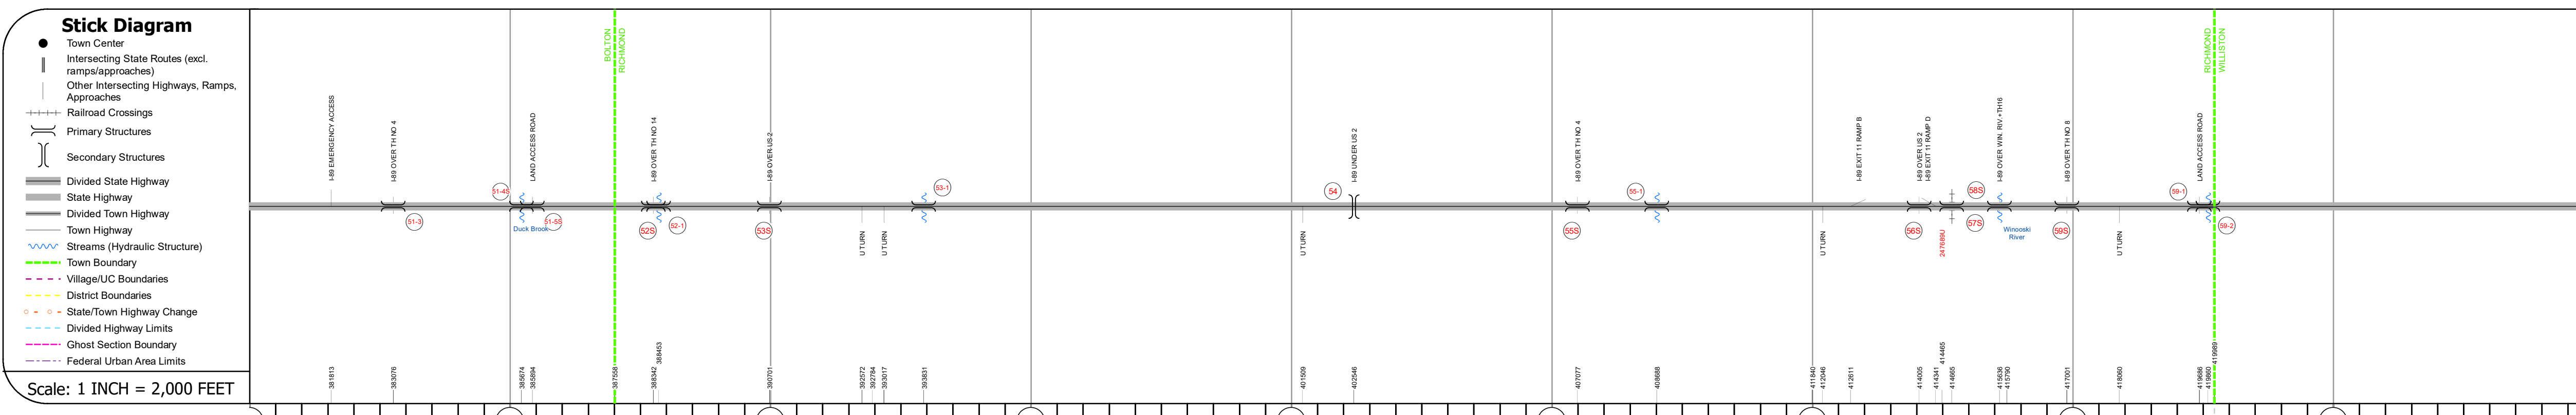 Stick Diagram
Town Center
Intersecting State Routes (excl.
ramps/approaches)
Other Intersecting Highways, Ramps,
Approaches
Railroad Crossings
Primary Structures
Secondary Structures
Divided State Highway
State Highway
Divided Town Highway
Town Highway
Streams (Hydraulic Structure)
Town Boundary
Village/UC Boundaries
District Boundaries
State/Town Highway Change
Divided Highway Limits
Ghost Section Boundary
Federal Urban Area Limits
Scale: 1 INCH = 2,000 FEET
BOLTON
RICHMOND
RICHMOND
WILLISTON
I-89 EMERGENCY ACCESS
I-89 OVER TH NO 4
LAND ACCESS ROAD
I-89 OVER TH NO 14
I-89 OVER US 2
I-89 UNDER US 2
I-89 OVER TH NO 4
I-89 EXIT 11 RAMP B
I-89 OVER US 2
I-89 EXIT 11 RAMP D
I-89 OVER WIN. RIV.+TH16
I-89 OVER TH NO 8
LAND ACCESS ROAD
51-4S
53-1
54
55-1
58S
59-1
51-3
51-5S
52S
52-1
53S
55S
56S
57S
59S
59-2
Duck Brook
Winooski
River
U TURN
U TURN
U TURN
U TURN
247689U
U TURN
381813
383076
385674
385894
387558
388342
388453
390701
392572
392784
393017
393831
401509
402546
407077
408688
411840
412046
412611
414005
414341
414465
414665
415636
415790
417001
418060
419686
419860
419989